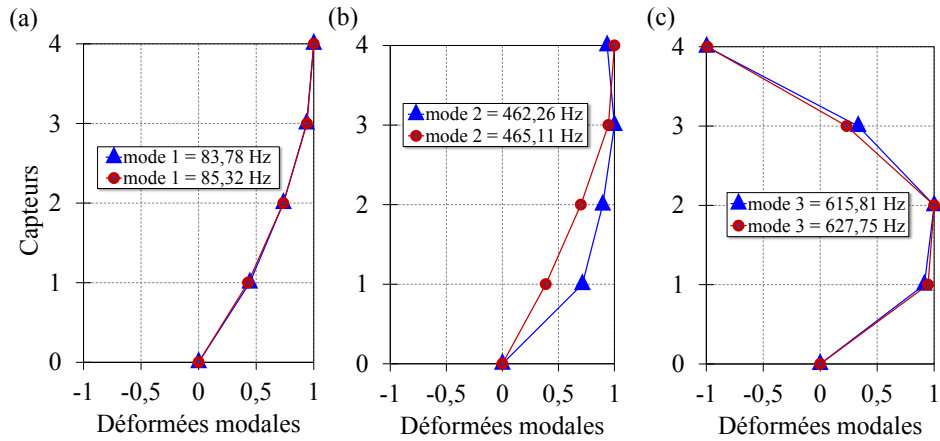 (a)
Capteurs
4
3
2
1
0
mode 1 = 83,78 Hz
mode 1 = 85,32 Hz
-1 -0,5 0 0,5 1
Déformées modales
(b)
4
3
2
1
0
mode 2 = 462,26 Hz
mode 2 = 465,11 Hz
-1 -0,5 0 0,5 1
Déformées modales
(c)
4
3
2
1
0
mode 3 = 615,81 Hz
mode 3 = 627,75 Hz
-1 -0,5 0 0,5 1
Déformées modales